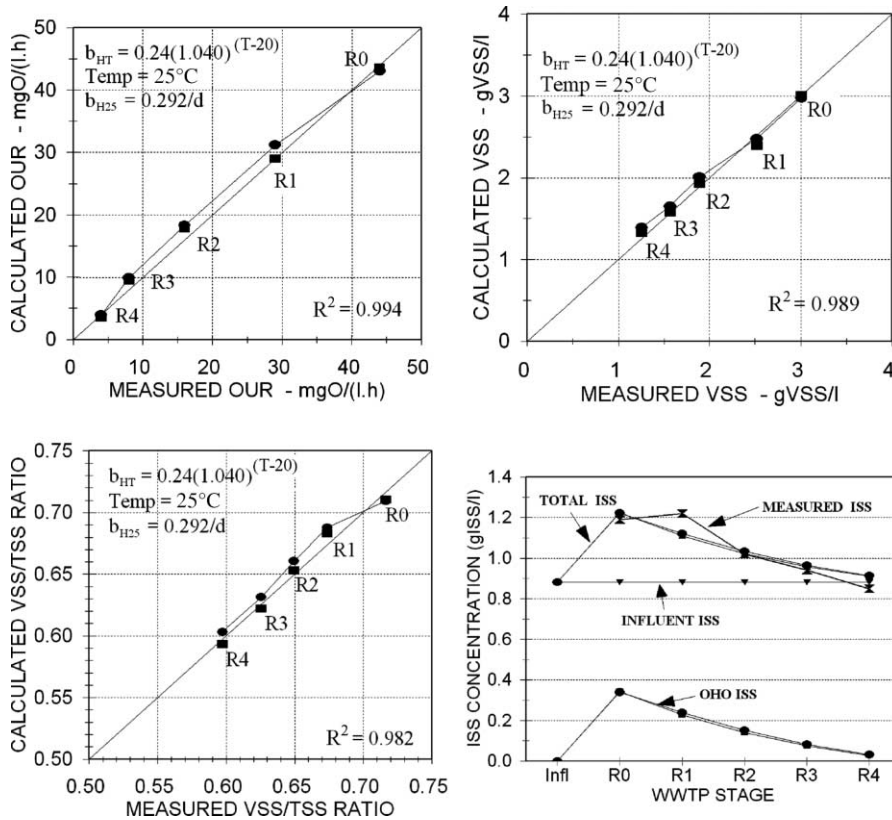 b_HT = 0.24(1.040)^(T-20)
Temp = 25°C
b_H25 = 0.292/d
R0
R1
R2
R3
R4
R² = 0.994
50
40
30
20
10
0
0 10 20 30 40 50
CALCULATED OUR - mgO/(l.h)
MEASURED OUR - mgO/(l.h)
b_HT = 0.24(1.040)^(T-20)
Temp = 25°C
b_H25 = 0.292/d
R0
R1
R2
R3
R4
R² = 0.989
4
3
2
1
0
0 1 2 3 4
CALCULATED VSS - gVSS/l
MEASURED VSS - gVSS/l
b_HT = 0.24(1.040)^(T-20)
Temp = 25°C
b_H25 = 0.292/d
R0
R1
R2
R3
R4
R² = 0.982
0.75
0.70
0.65
0.60
0.55
0.50
0.50 0.55 0.60 0.65 0.70 0.75
CALCULATED VSS/TSS RATIO
MEASURED VSS/TSS RATIO
TOTAL ISS
MEASURED ISS
INFLUENT ISS
OHO ISS
1.4
1.2
1.0
0.8
0.6
0.4
0.2
0.0
Infl R0 R1 R2 R3 R4
ISS CONCENTRATION (gISS/l)
WWTP STAGE